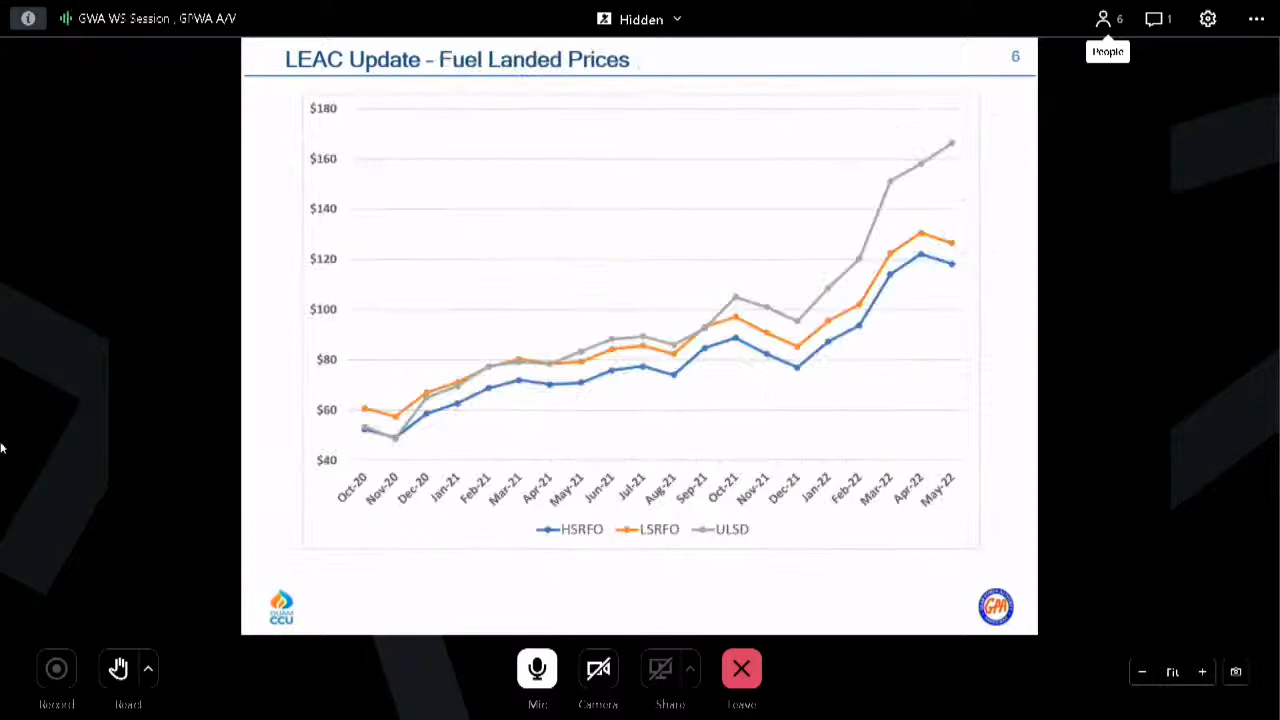 GWA WS Session , GPWA A/V
Hidden
6
1
People
LEAC Update - Fuel Landed Prices
6
$180
$160
$140
$120
$100
$80
$60
$40
Oct-20
Nov-20
Dec-20
Jan-21
Feb-21
Mar-21
Apr-21
May-21
Jun-21
Jul-21
Aug-21
Sep-21
Oct-21
Nov-21
Dec-21
Jan-22
Feb-22
Mar-22
Apr-22
May-22
HSRFO LSRFO ULSD
GUAM
CCU
GPA
Record
React
Mic
Camera
Share
Leave
Fit